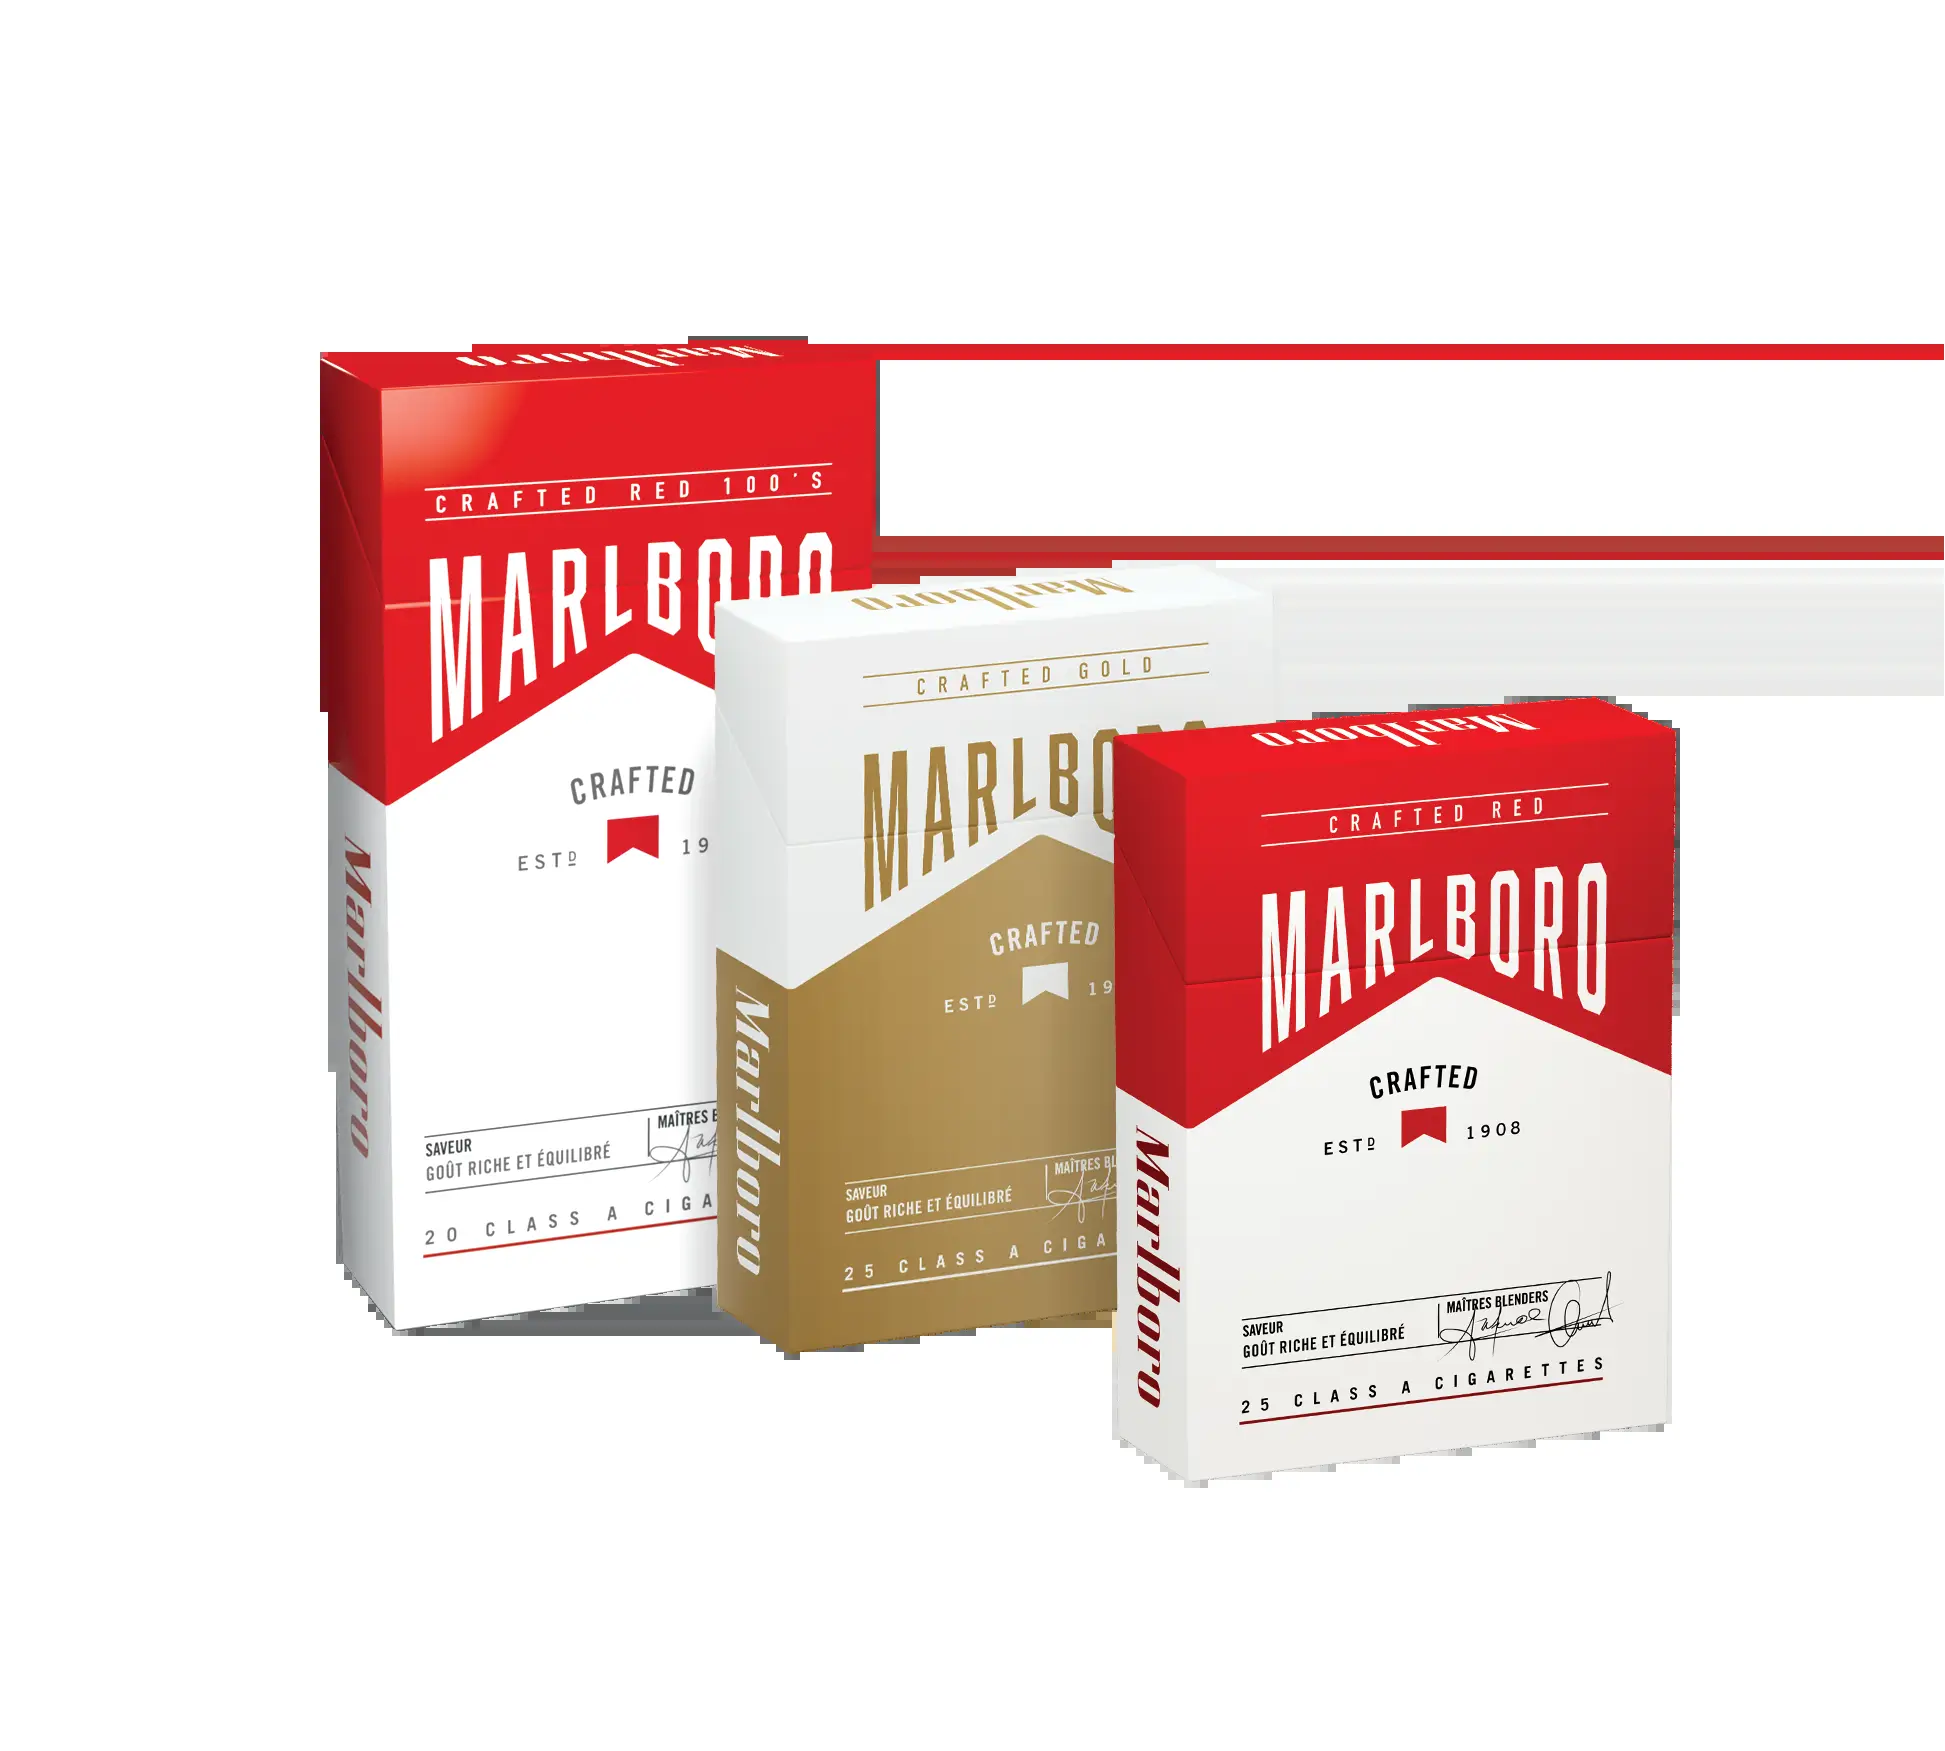 Marlboro
CRAFTED RED 100'S
MARLBORO
CRAFTED
ESTD 19
Marlboro
SAVEUR
GOÛT RICHE ET ÉQUILIBRÉ
MAÎTRES B
20 CLASS A CIGA
Marlboro
CRAFTED GOLD
MARLBORO
CRAFTED
ESTD 19
Marlboro
SAVEUR
GOÛT RICHE ET ÉQUILIBRÉ
MAÎTRES BL
25 CLASS A CIGA
Marlboro
CRAFTED RED
MARLBORO
CRAFTED
ESTD 1908
Marlboro
SAVEUR
GOÛT RICHE ET ÉQUILIBRÉ
MAÎTRES BLENDERS
25 CLASS A CIGARETTES